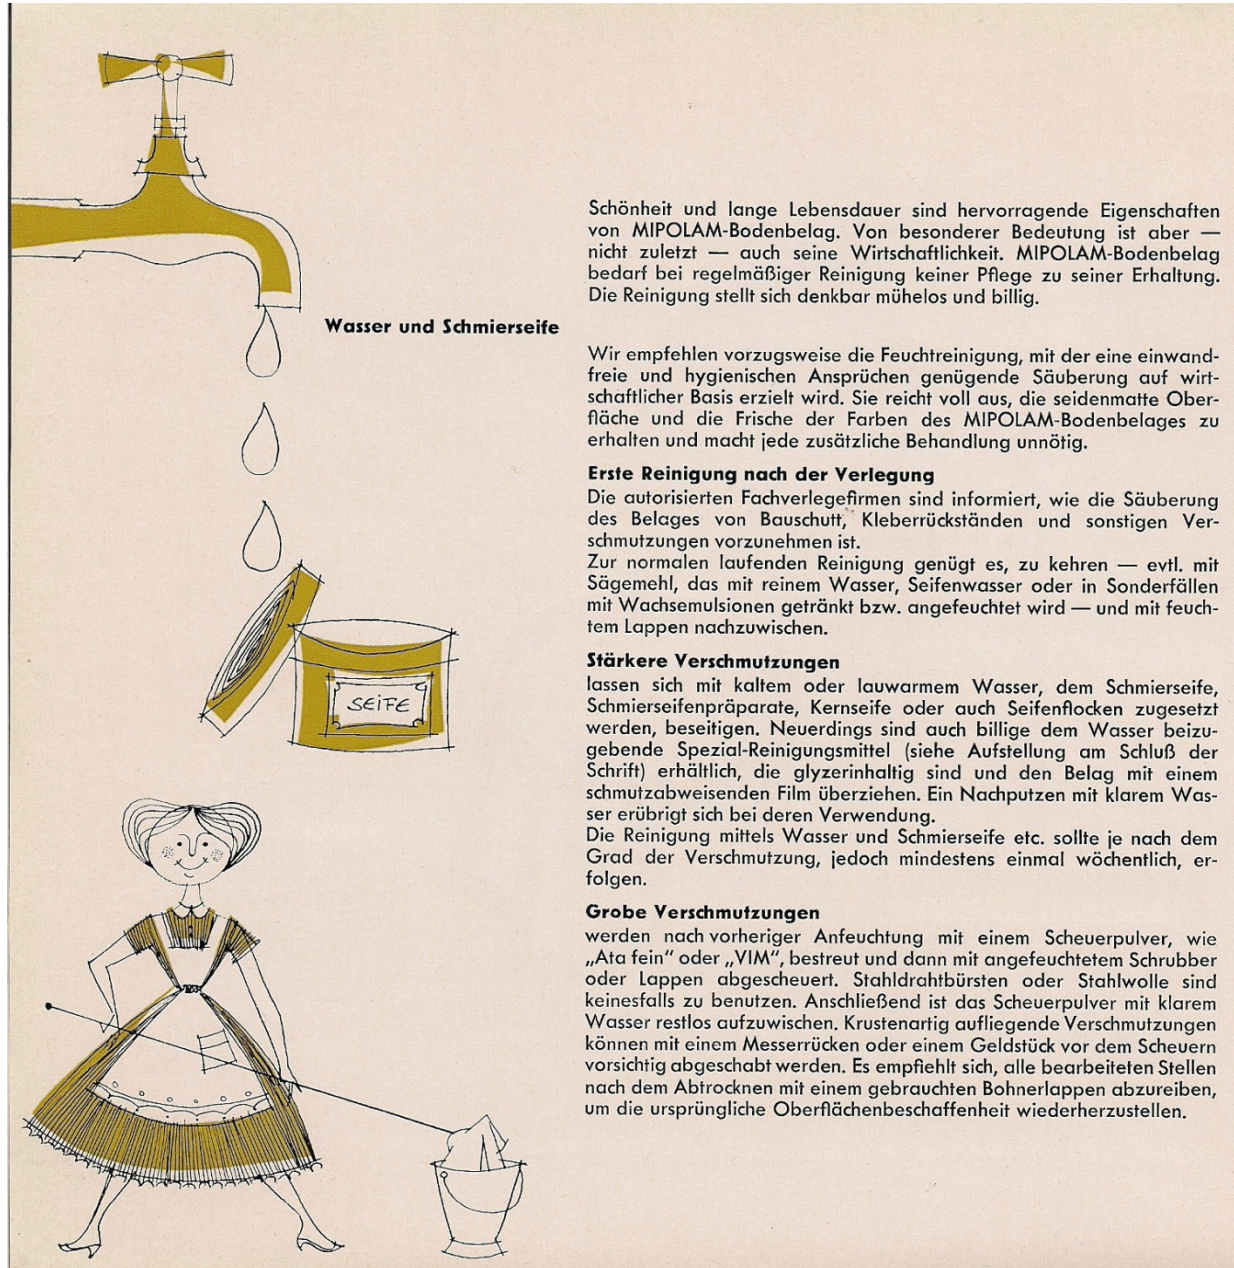 Schönheit und lange Lebensdauer sind hervorragende Eigenschaften
von MIPOLAM-Bodenbelag. Von besonderer Bedeutung ist aber —
nicht zuletzt — auch seine Wirtschaftlichkeit. MIPOLAM-Bodenbelag
bedarf bei regelmäßiger Reinigung keiner Pflege zu seiner Erhaltung.
Die Reinigung stellt sich denkbar mühelos und billig.
Wasser und Schmierseife
Wir empfehlen vorzugsweise die Feuchtreinigung, mit der eine einwand-
freie und hygienischen Ansprüchen genügende Säuberung auf wirt-
schaftlicher Basis erzielt wird. Sie reicht voll aus, die seidenmatte Ober-
fläche und die Frische der Farben des MIPOLAM-Bodenbelages zu
erhalten und macht jede zusätzliche Behandlung unnötig.
Erste Reinigung nach der Verlegung
Die autorisierten Fachverlegefirmen sind informiert, wie die Säuberung
des Belages von Bauschutt, Kleberrückständen und sonstigen Ver-
schmutzungen vorzunehmen ist.
Zur normalen laufenden Reinigung genügt es, zu kehren — evtl. mit
Sägemehl, das mit reinem Wasser, Seifenwasser oder in Sonderfällen
mit Wachsemulsionen getränkt bzw. angefeuchtet wird — und mit feuch-
tem Lappen nachzuwischen.
Stärkere Verschmutzungen
lassen sich mit kaltem oder lauwarmem Wasser, dem Schmierseife,
Schmierseifenpräparate, Kernseife oder auch Seifenflocken zugesetzt
werden, beseitigen. Neuerdings sind auch billige dem Wasser beizu-
gebende Spezial-Reinigungsmittel (siehe Aufstellung am Schluß der
Schrift) erhältlich, die glyzerinhaltig sind und den Belag mit einem
schmutzabweisenden Film überziehen. Ein Nachputzen mit klarem Was-
ser erübrigt sich bei deren Verwendung.
Die Reinigung mittels Wasser und Schmierseife etc. sollte je nach dem
Grad der Verschmutzung, jedoch mindestens einmal wöchentlich, er-
folgen.
Grobe Verschmutzungen
werden nach vorheriger Anfeuchtung mit einem Scheuerpulver, wie
„Ata fein“ oder „VIM“, bestreut und dann mit angefeuchtetem Schrubber
oder Lappen abgescheuert. Stahldrahtbürsten oder Stahlwolle sind
keinesfalls zu benutzen. Anschließend ist das Scheuerpulver mit klarem
Wasser restlos aufzuwischen. Krustenartig aufliegende Verschmutzungen
können mit einem Messerrücken oder einem Geldstück vor dem Scheuern
vorsichtig abgeschabt werden. Es empfiehlt sich, alle bearbeiteten Stellen
nach dem Abtrocknen mit einem gebrauchten Bohnerlappen abzureiben,
um die ursprüngliche Oberflächenbeschaffenheit wiederherzustellen.
SEIFE